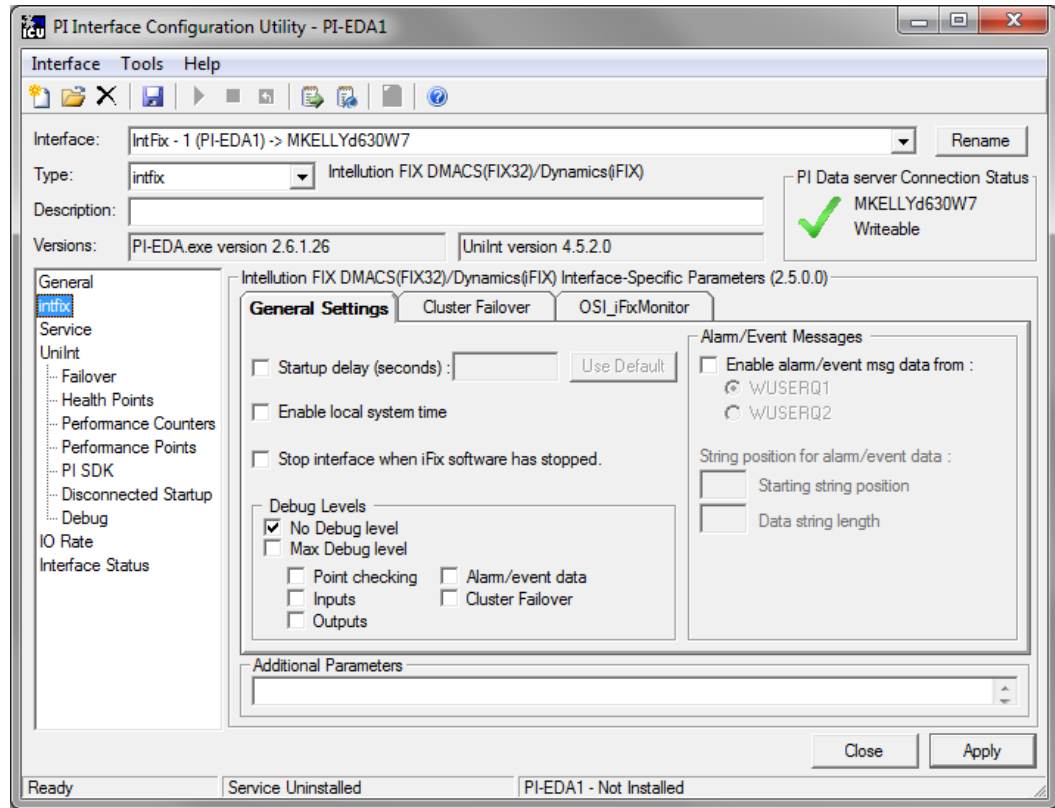 PI Interface Configuration Utility - PI-EDA1
Interface Tools Help
Interface: IntFix - 1 (PI-EDA1) -> MKELLYd630W7 Rename
Type: intfix Intellution FIX DMACS(FIX32)/Dynamics(iFIX)
PI Data server Connection Status
MKELLYd630W7
Writeable
Description:
Versions: PI-EDA.exe version 2.6.1.26 UniInt version 4.5.2.0
General
intfix
Service
UniInt
Failover
Health Points
Performance Counters
Performance Points
PI SDK
Disconnected Startup
Debug
IO Rate
Interface Status
Intellution FIX DMACS(FIX32)/Dynamics(iFIX) Interface-Specific Parameters (2.5.0.0)
General Settings Cluster Failover OSI_iFixMonitor
Startup delay (seconds) : Use Default
Enable local system time
Stop interface when iFix software has stopped.
Debug Levels
No Debug level
Max Debug level
Point checking Alarm/event data
Inputs Cluster Failover
Outputs
Alarm/Event Messages
Enable alarm/event msg data from :
WUSERQ1
WUSERQ2
String position for alarm/event data :
Starting string position
Data string length
Additional Parameters
Close Apply
Ready Service Uninstalled PI-EDA1 - Not Installed